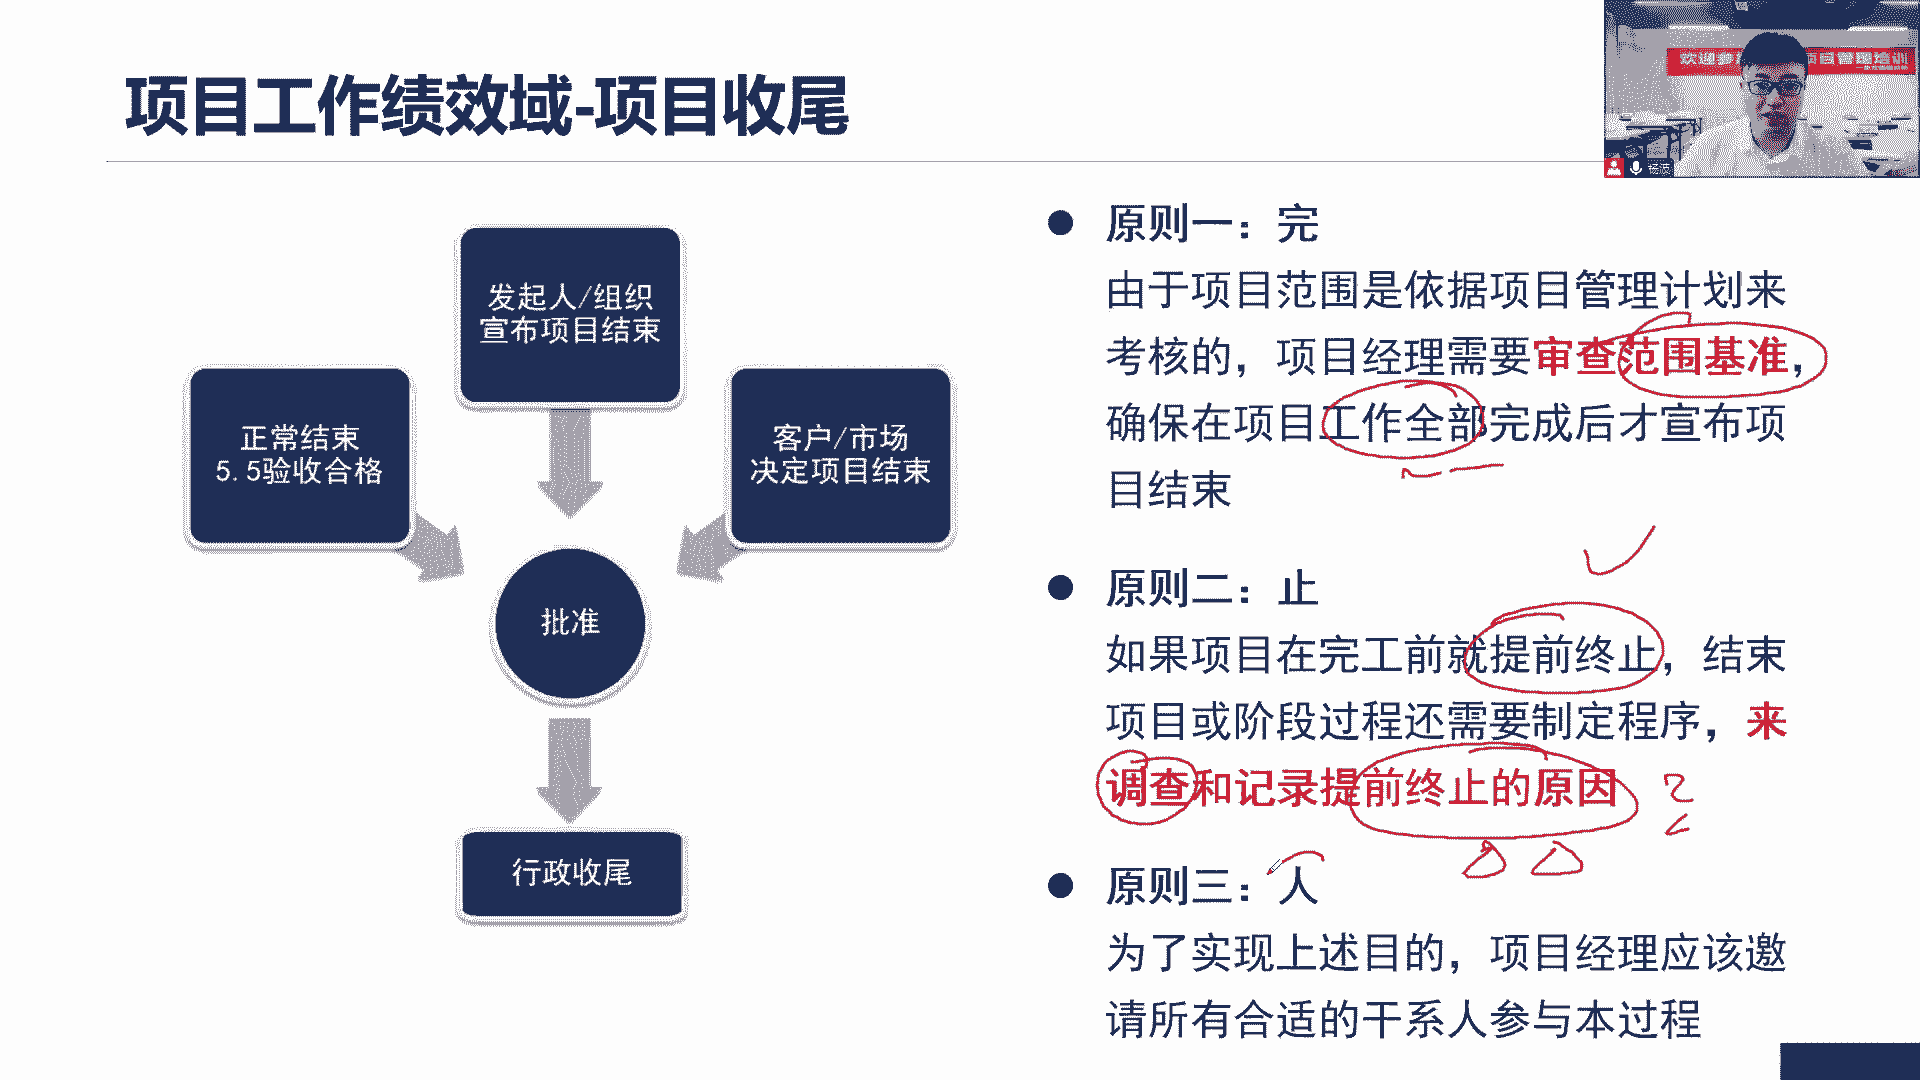 项目工作绩效域-项目收尾
发起人/组织
宣布项目结束
正常结束
5.5验收合格
客户/市场
决定项目结束
批准
行政收尾
原则一：完
由于项目范围是依据项目管理计划来
考核的，项目经理需要审查范围基准，
确保在项目工作全部完成后才宣布项
目结束
原则二：止
如果项目在完工前就提前终止，结束
项目或阶段过程还需要制定程序，来
调查和记录提前终止的原因
原则三：人
为了实现上述目的，项目经理应该邀
请所有合适的干系人参与本过程
欢迎参
项目管理培训